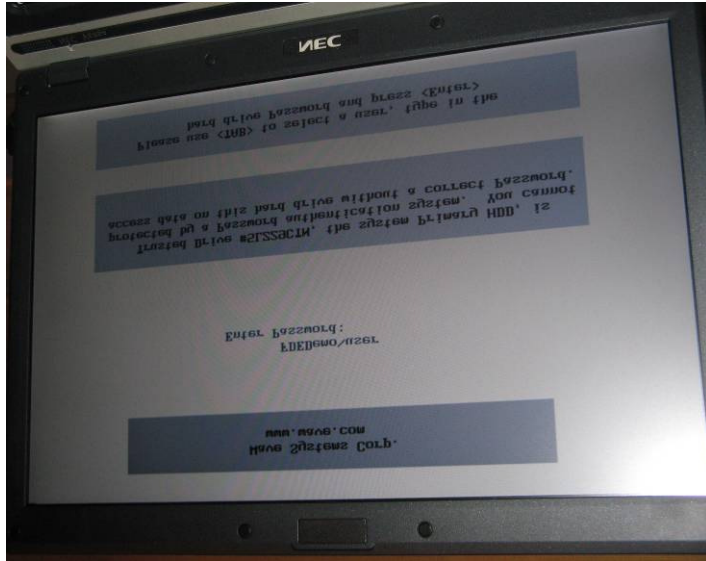 Wave Systems Corp.
www.wave.com
FDEDemo/user
Enter Password:
Trusted Drive the system Primary HDD, is
protected by a Password authentication system. You cannot
access data on this hard drive without a correct Password.
Please use <TAB> to select a user, type in the
hard drive Password and press <Enter>
NEC